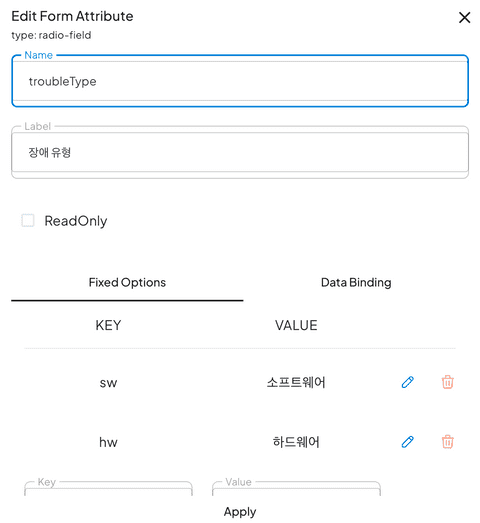 Edit Form Attribute
type: radio-field
Name
troubleType
Label
장애 유형
ReadOnly
Fixed Options
Data Binding
KEY
VALUE
sw
소프트웨어
hw
하드웨어
Key
Value
Apply